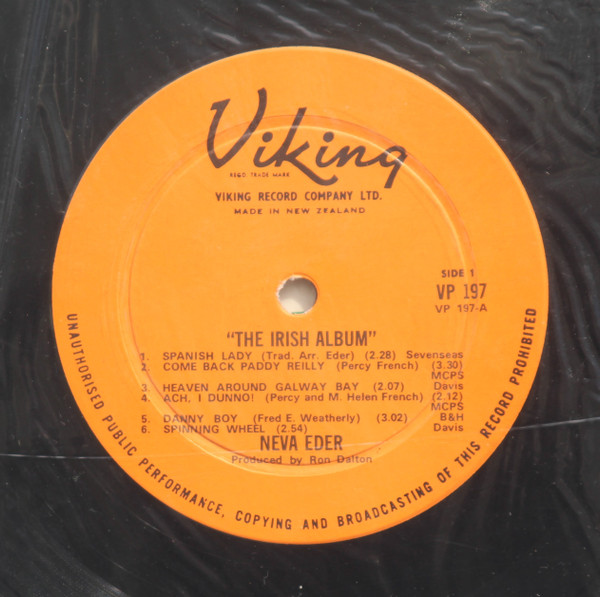 Viking
REGD. TRADE MARK
VIKING RECORD COMPANY LTD.
MADE IN NEW ZEALAND
SIDE 1
VP 197
VP 197-A
"THE IRISH ALBUM"
1. SPANISH LADY (Trad. Arr. Eder) (2.28) Sevenseas
2. COME BACK PADDY REILLY (Percy French) (3.30)
MCPS
3. HEAVEN AROUND GALWAY BAY (2.07) Davis
4. ACH, I DUNNO! (Percy and M. Helen French) (2.12)
MCPS
5. DANNY BOY (Fred E. Weatherly) (3.02) B&H
6. SPINNING WHEEL (2.54) Davis
NEVA EDER
Produced by Ron Dalton
UNAUTHORISED PUBLIC PERFORMANCE, COPYING AND BROADCASTING OF THIS RECORD PROHIBITED